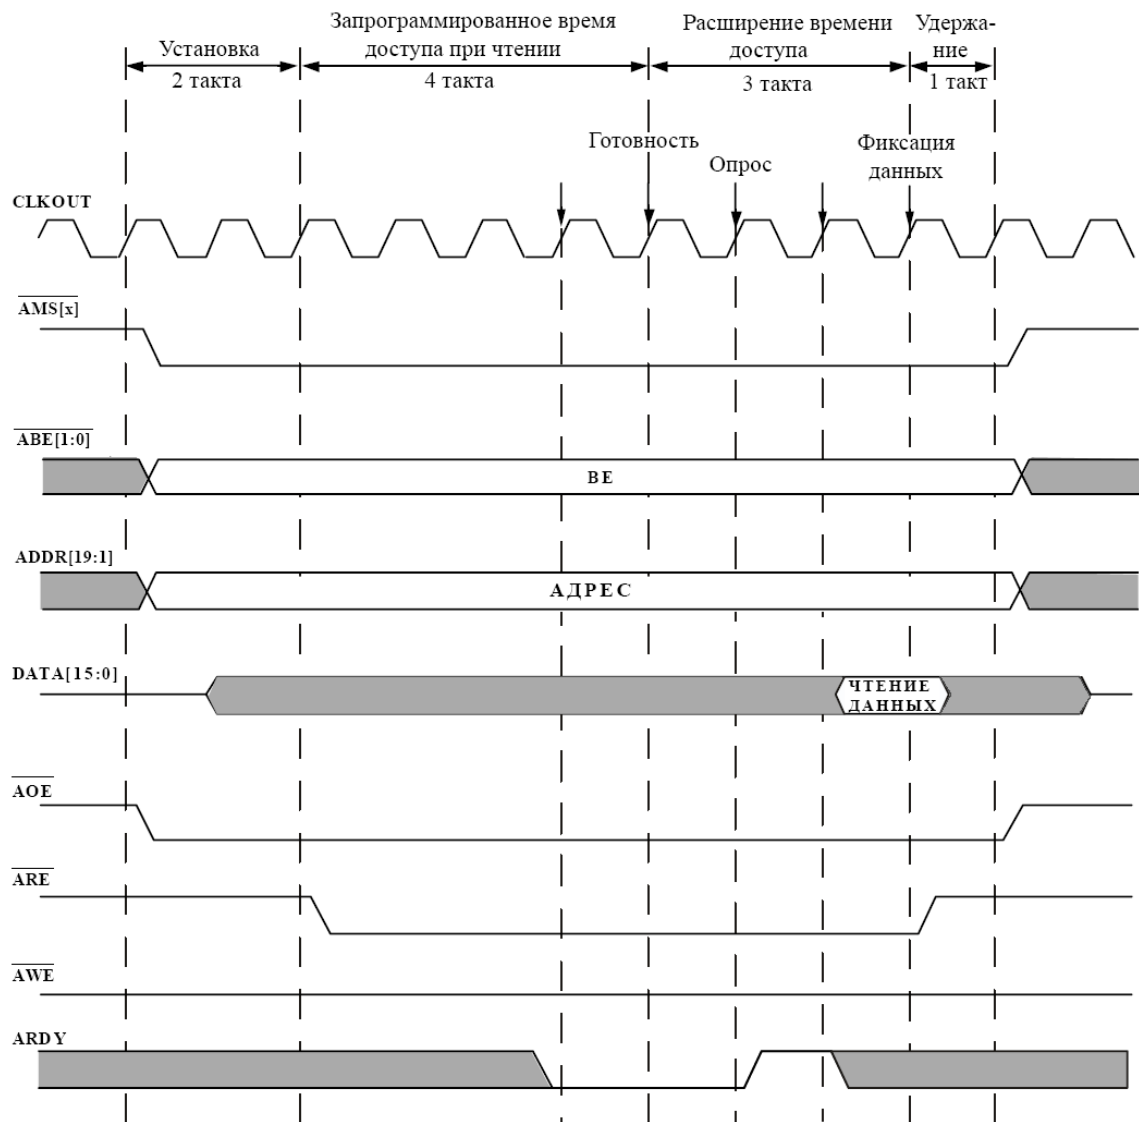 Запрограммированное время
доступа при чтении
Расширение времени
доступа
Удержа-
ние
Установка
2 такта
4 такта
3 такта
1 такт
Готовность
Опрос
Фиксация
данных
CLKOUT
AMS[x]
ABE[1:0]
BE
ADDR[19:1]
АДРЕС
DATA[15:0]
ЧТЕНИЕ
ДАННЫХ
AOE
ARE
AWE
ARDY